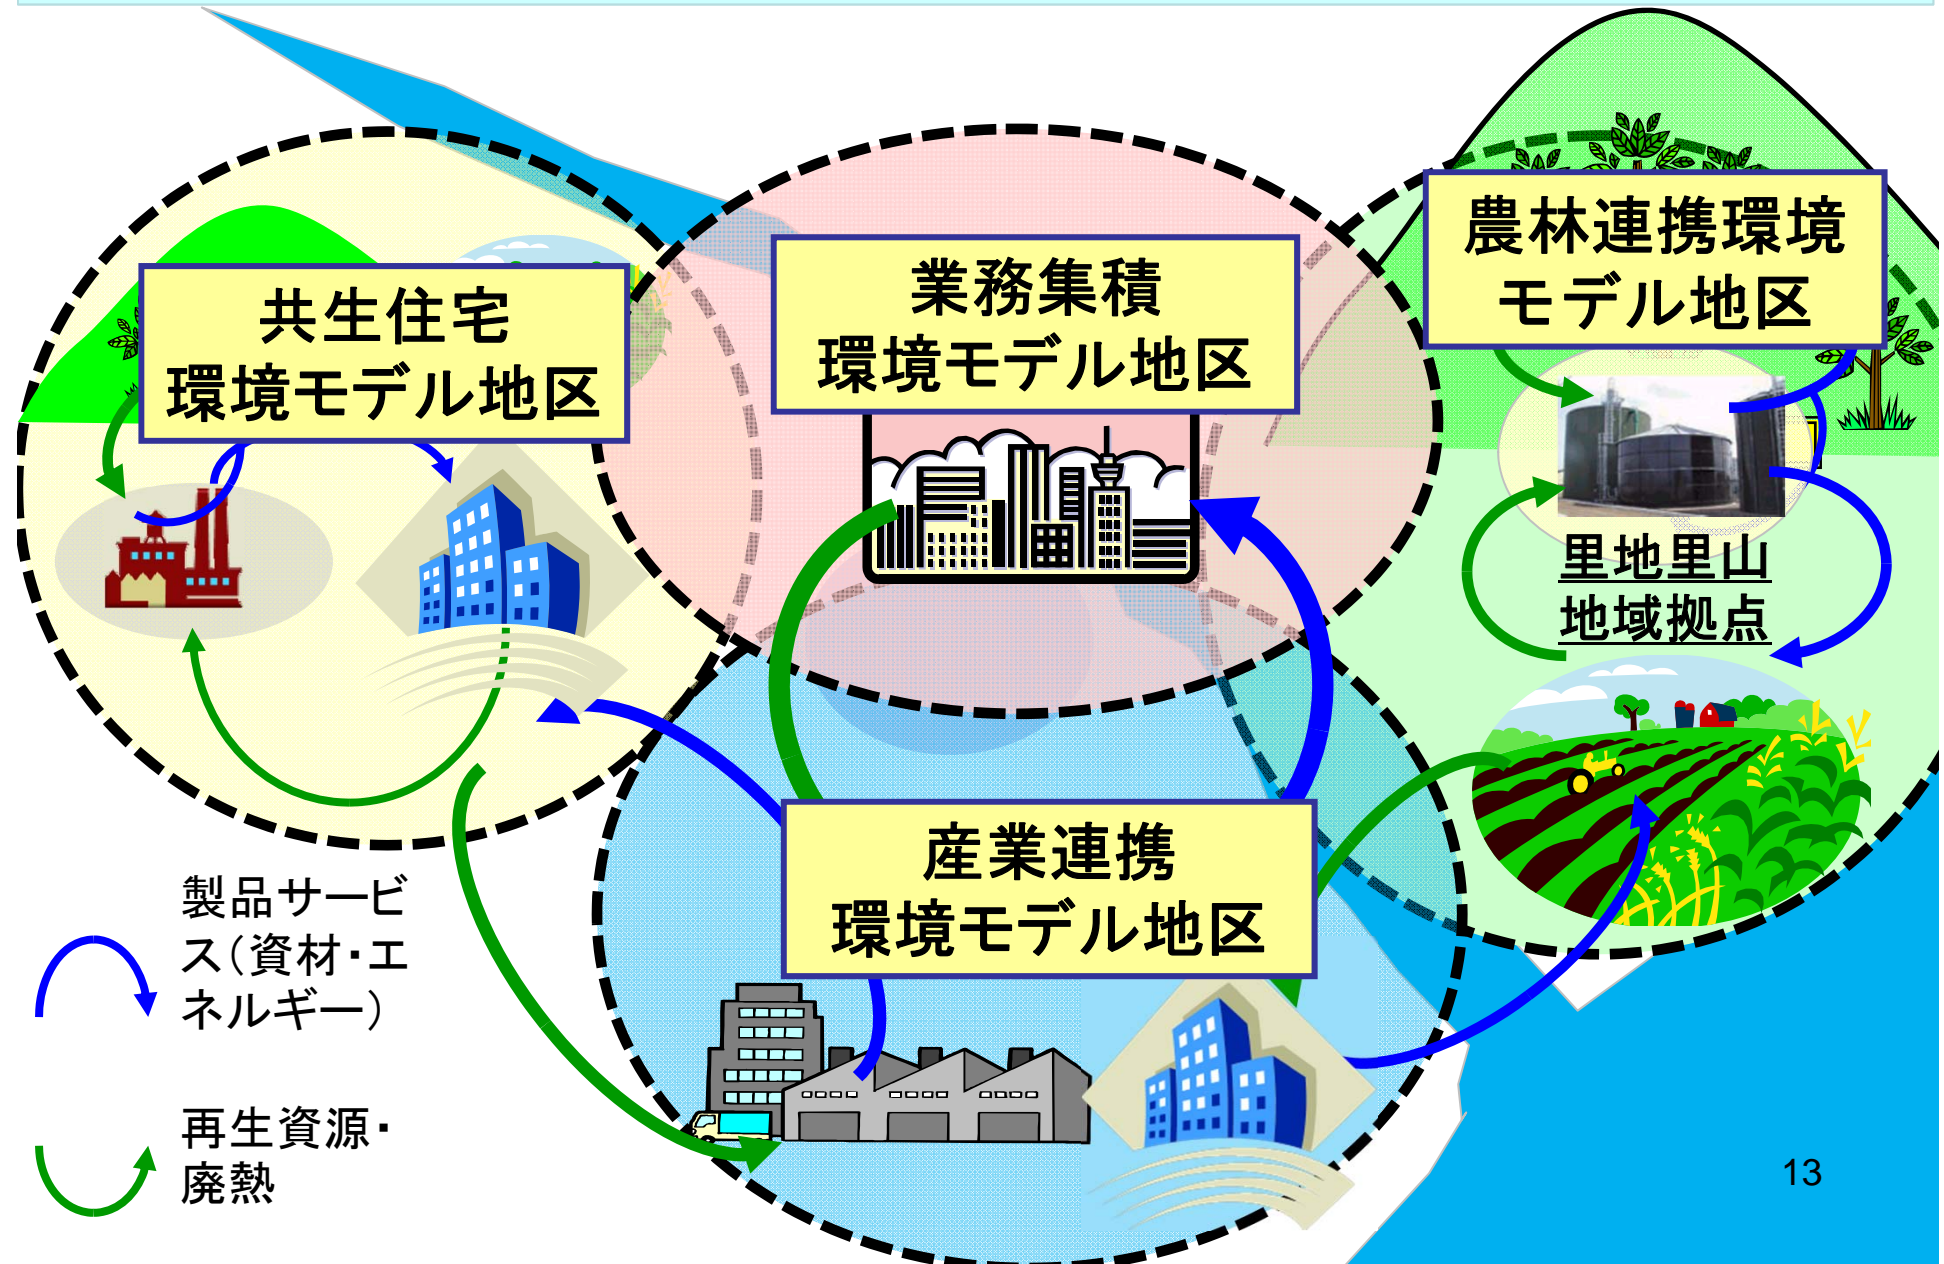 共生住宅
環境モデル地区
業務集積
環境モデル地区
農林連携環境
モデル地区
里地里山
地域拠点
産業連携
環境モデル地区
製品サービ
ス(資材・エ
ネルギー)
再生資源・
廃熱
13